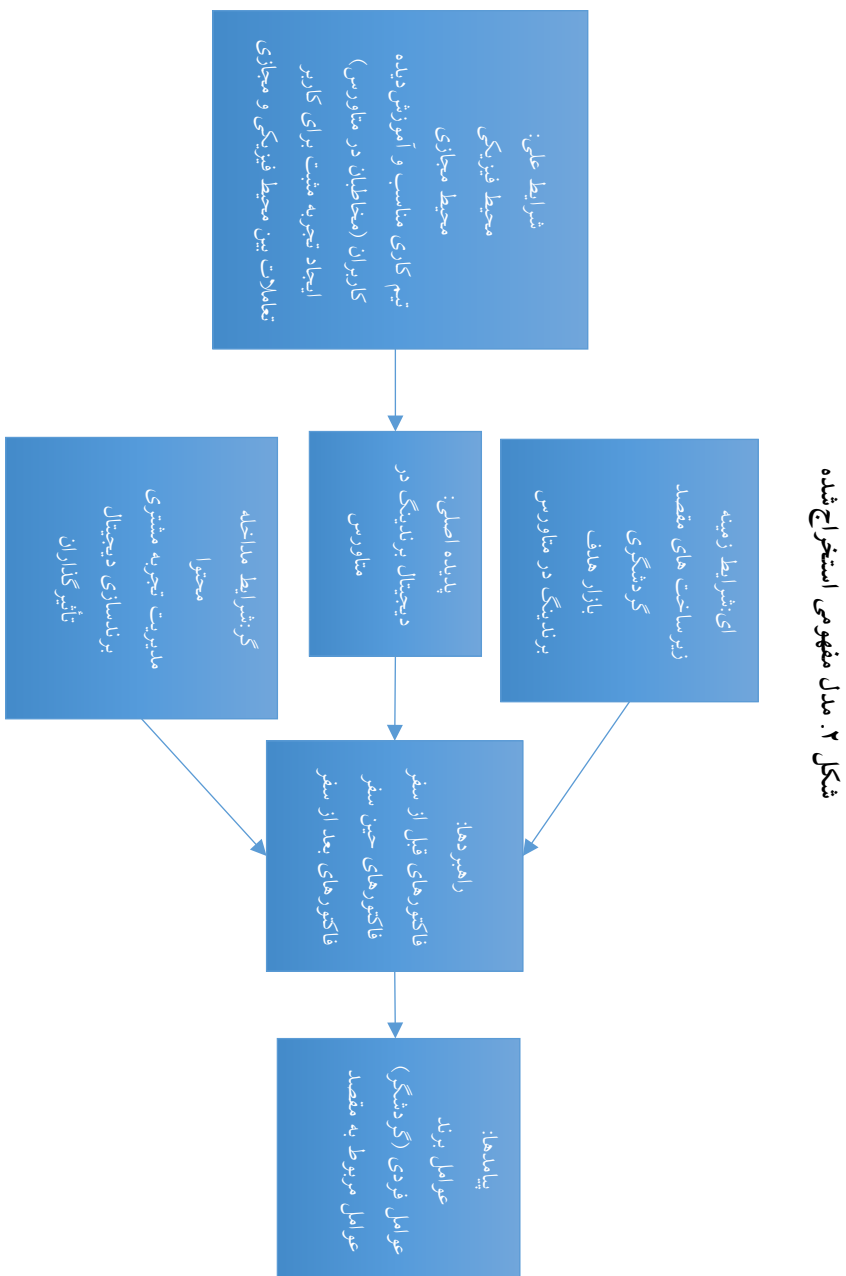 شکل ۲. مدل مفهومی استخراج‌شده
شرایط علی:
محیط فیزیکی
محیط مجازی
تیم کاری مناسب و آموزش‌دیده
کاربران (مخاطبان در متاورس)
ایجاد تجربه مثبت برای کاربر
تعاملات بین محیط فیزیکی و مجازی
ای:شرایط زمینه
زیرساخت های مقصد
گردشگری
بازار هدف
برندینگ در متاورس
پدیده اصلی:
دیجیتال برندینگ در
متاورس
گر:شرایط مداخله
محتوا
مدیریت تجربه مشتری
برندسازی دیجیتال
تأثیرگذاران
راهبردها:
فاکتورهای قبل از سفر
فاکتورهای حین سفر
فاکتورهای بعد از سفر
پیامدها:
عوامل برند
عوامل فردی (گردشگر)
عوامل مربوط به مقصد